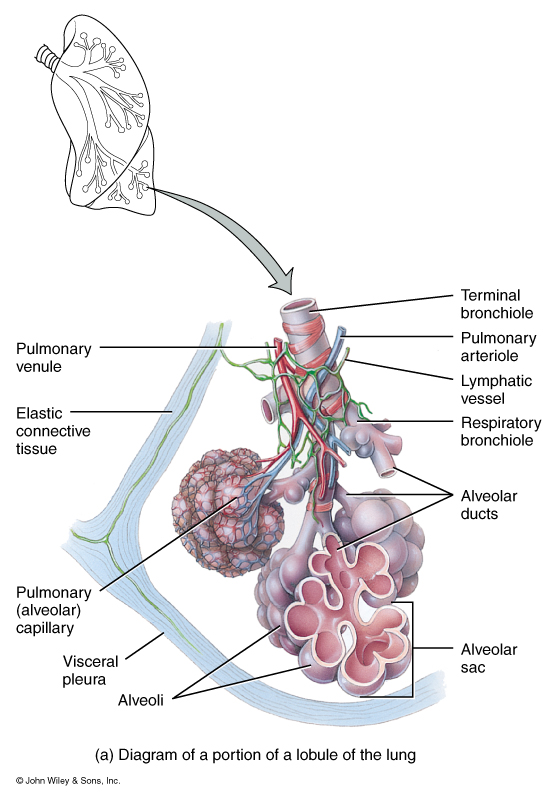 Terminal
bronchiole
Pulmonary
arteriole
Pulmonary
venule
Lymphatic
vessel
Elastic
connective
tissue
Respiratory
bronchiole
Alveolar
ducts
Pulmonary
(alveolar)
capillary
Visceral
pleura
Alveolar
sac
Alveoli
(a) Diagram of a portion of a lobule of the lung
© John Wiley & Sons, Inc.